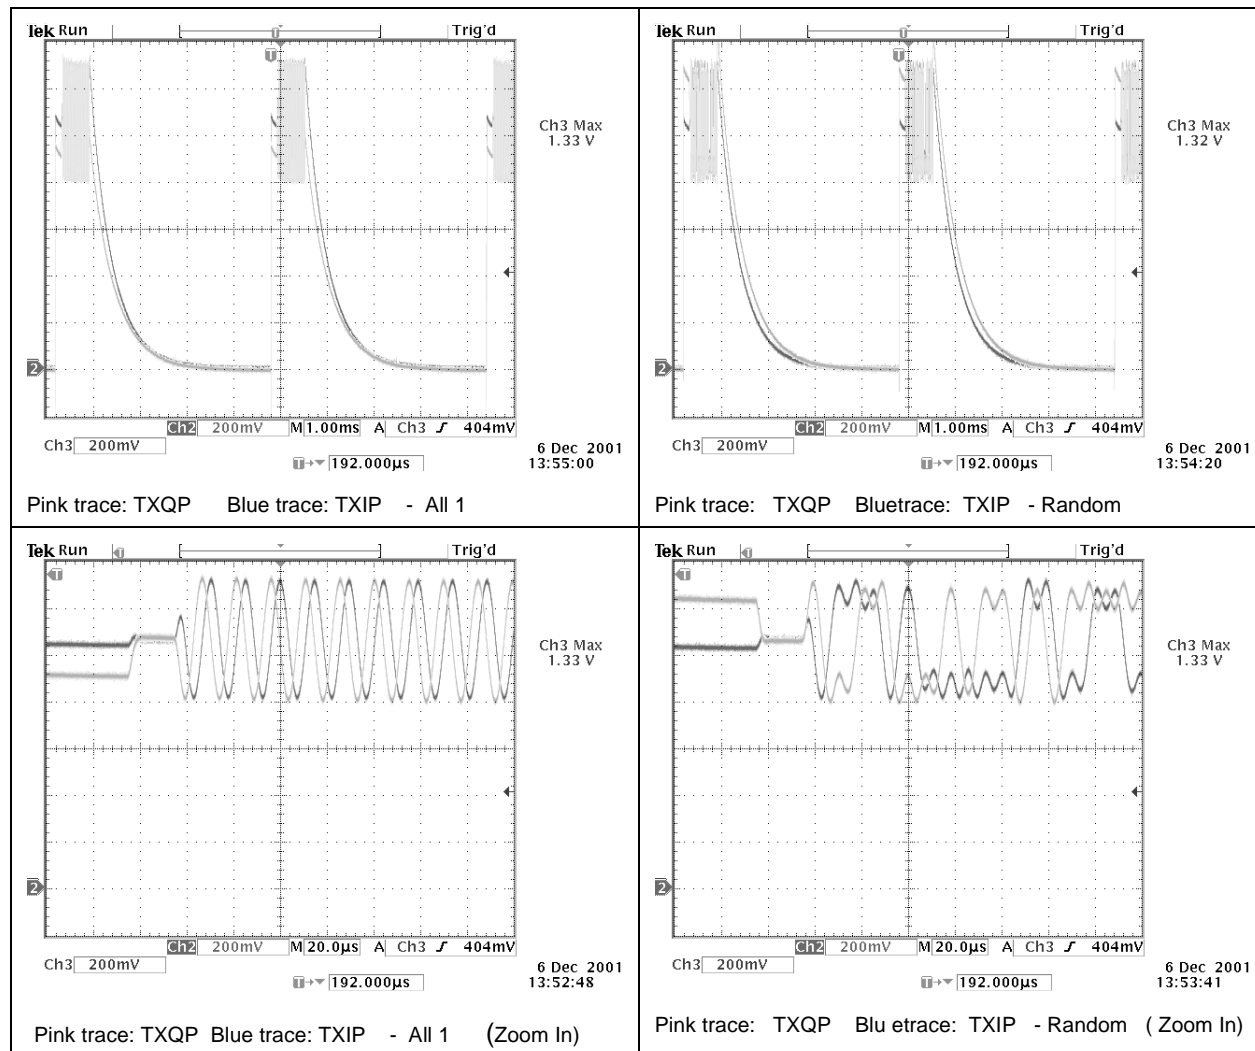 Tek Run Trig'd
T
T
Ch3 Max
1.33 V
2
Ch2 200mV M 1.00ms A Ch3 404mV
Ch3 200mV
6 Dec 2001
13:55:00
T 192.000µs
Pink trace: TXQP Blue trace: TXIP - All 1
Tek Run Trig'd
T
T
Ch3 Max
1.32 V
2
Ch2 200mV M 1.00ms A Ch3 404mV
Ch3 200mV
6 Dec 2001
13:54:20
T 192.000µs
Pink trace: TXQP Bluetrace: TXIP - Random
Tek Run Trig'd
T
T
Ch3 Max
1.33 V
2
Ch2 200mV M 20.0µs A Ch3 404mV
Ch3 200mV
6 Dec 2001
13:52:48
T 192.000µs
Pink trace: TXQP Blue trace: TXIP - All 1 (Zoom In)
Tek Run Trig'd
T
T
Ch3 Max
1.33 V
2
Ch2 200mV M 20.0µs A Ch3 404mV
Ch3 200mV
6 Dec 2001
13:53:41
T 192.000µs
Pink trace: TXQP Blu etrace: TXIP - Random ( Zoom In)